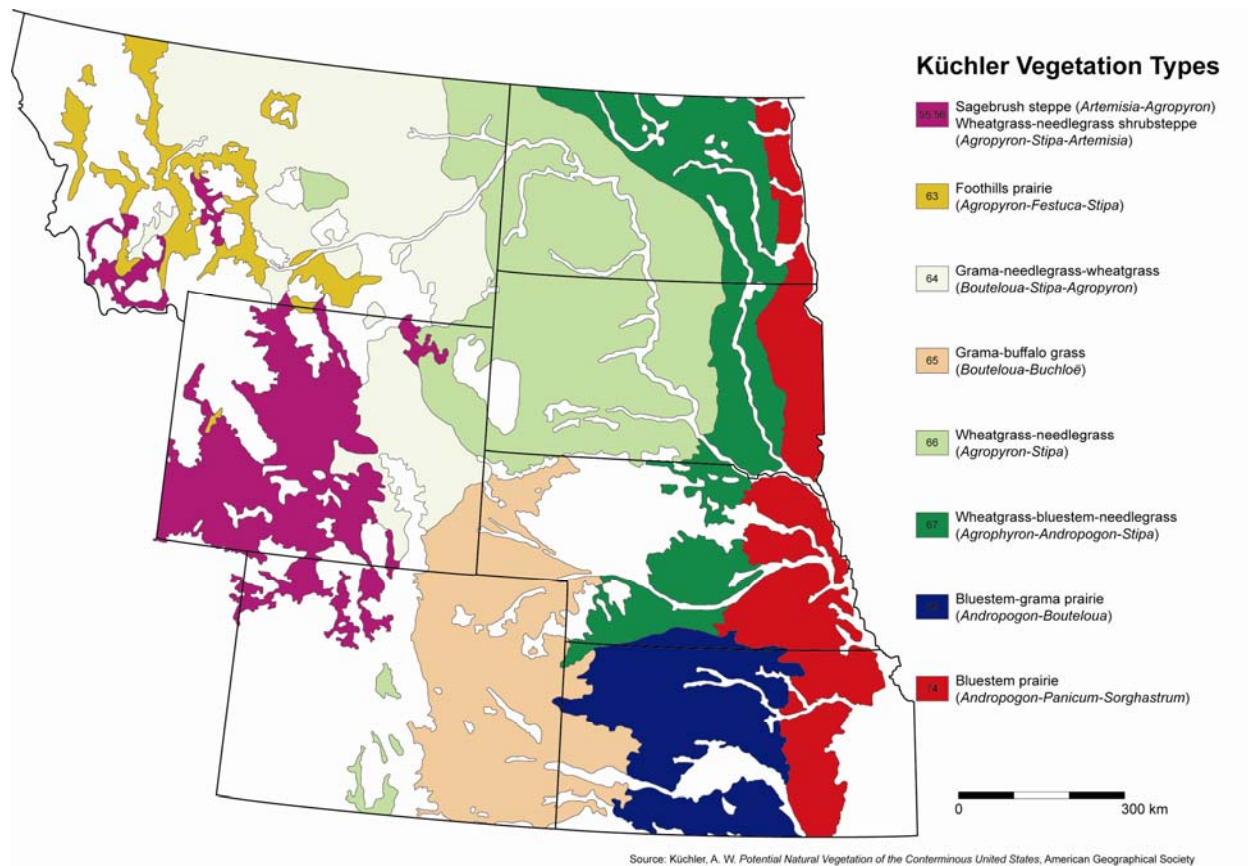 Küchler Vegetation Types
55,56
Sagebrush steppe (Artemisia-Agropyron)
Wheatgrass-needlegrass shrubsteppe
(Agropyron-Stipa-Artemisia)
63
Foothills prairie
(Agropyron-Festuca-Stipa)
64
Grama-needlegrass-wheatgrass
(Bouteloua-Stipa-Agropyron)
65
Grama-buffalo grass
(Bouteloua-Buchloë)
66
Wheatgrass-needlegrass
(Agropyron-Stipa)
67
Wheatgrass-bluestem-needlegrass
(Agrophyron-Andropogon-Stipa)
Bluestem-grama prairie
(Andropogon-Bouteloua)
74
Bluestem prairie
(Andropogon-Panicum-Sorghastrum)
0 300 km
Source: Küchler, A. W. Potential Natural Vegetation of the Conterminous United States, American Geographical Society